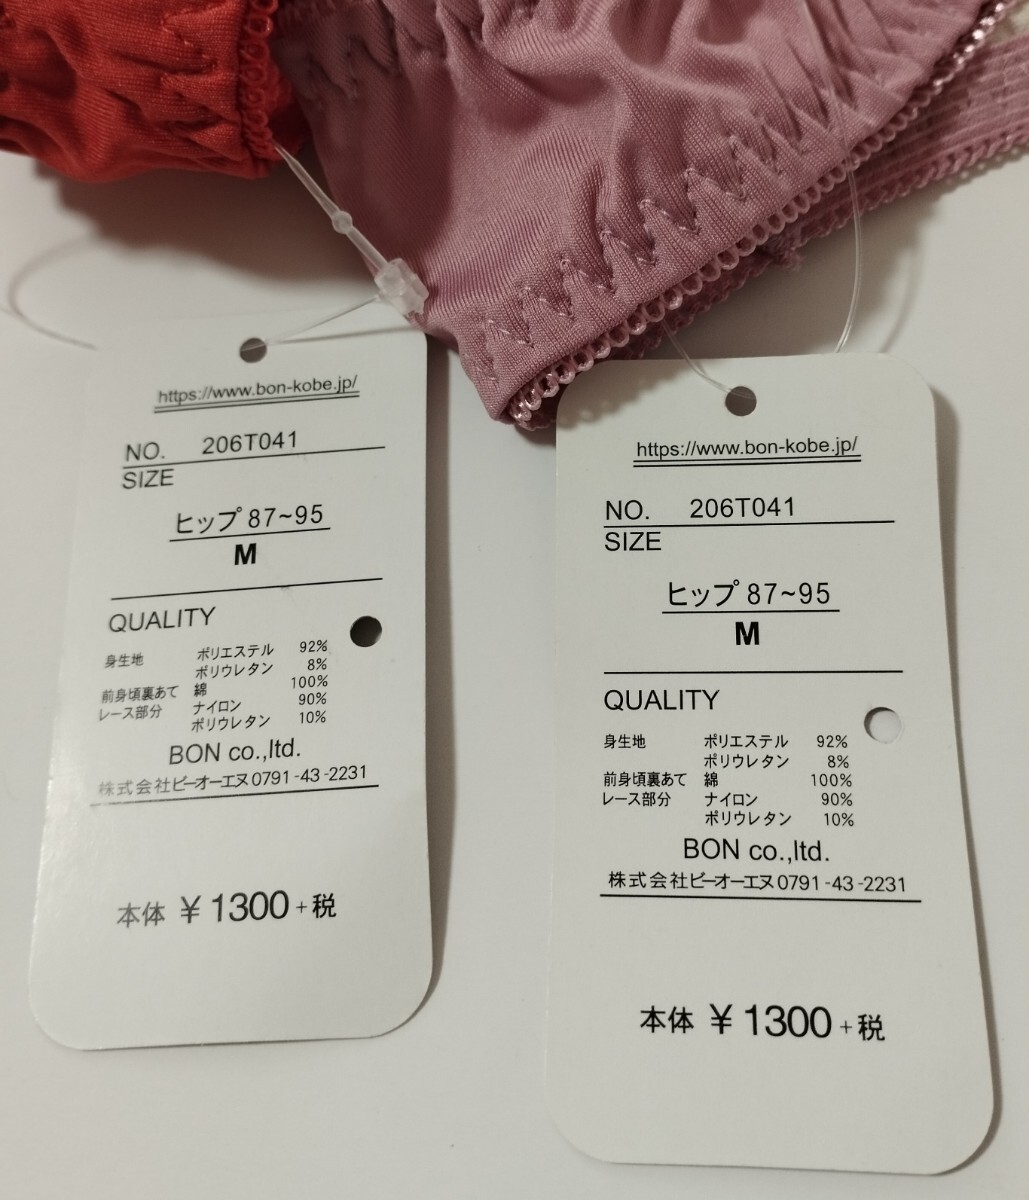 https://www.bon-kobe.jp/
NO. 206T041
SIZE
ヒップ 87~95
M
QUALITY
身生地 ポリエステル 92%
ポリウレタン 8%
前身頃裏あて 綿 100%
レース部分 ナイロン 90%
ポリウレタン 10%
BON co.,ltd.
株式会社ビーオーエヌ 0791-43-2231
本体 ¥1300+税
https://www.bon-kobe.jp/
NO. 206T041
SIZE
ヒップ 87~95
M
QUALITY
身生地 ポリエステル 92%
ポリウレタン 8%
前身頃裏あて 綿 100%
レース部分 ナイロン 90%
ポリウレタン 10%
BON co.,ltd.
株式会社ビーオーエヌ 0791-43-2231
本体 ¥1300+税